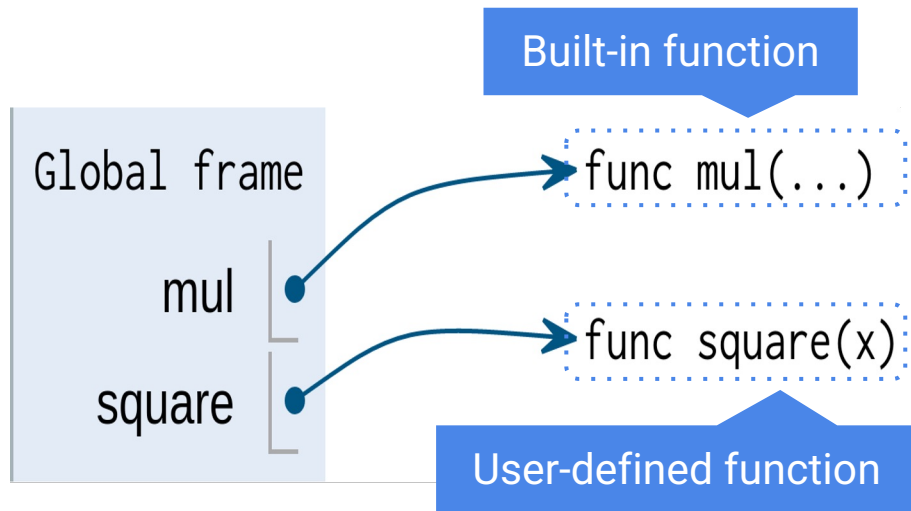 Built-in function
Global frame
func mul(...)
mul
func square(x)
square
User-defined function